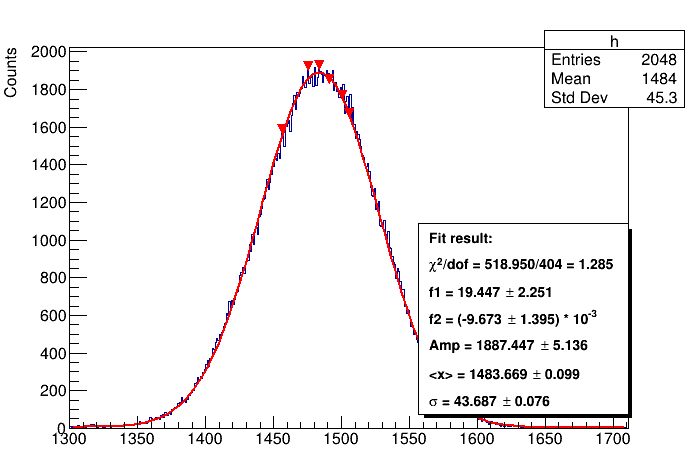 h
Entries 2048
Mean 1484
Std Dev 45.3
Counts
2000
1800
1600
1400
1200
1000
800
600
400
200
0
Fit result:
χ²/dof = 518.950/404 = 1.285
f1 = 19.447 ± 2.251
f2 = (-9.673 ± 1.395) * 10⁻³
Amp = 1887.447 ± 5.136
<x> = 1483.669 ± 0.099
σ = 43.687 ± 0.076
1300 1350 1400 1450 1500 1550 1600 1650 1700